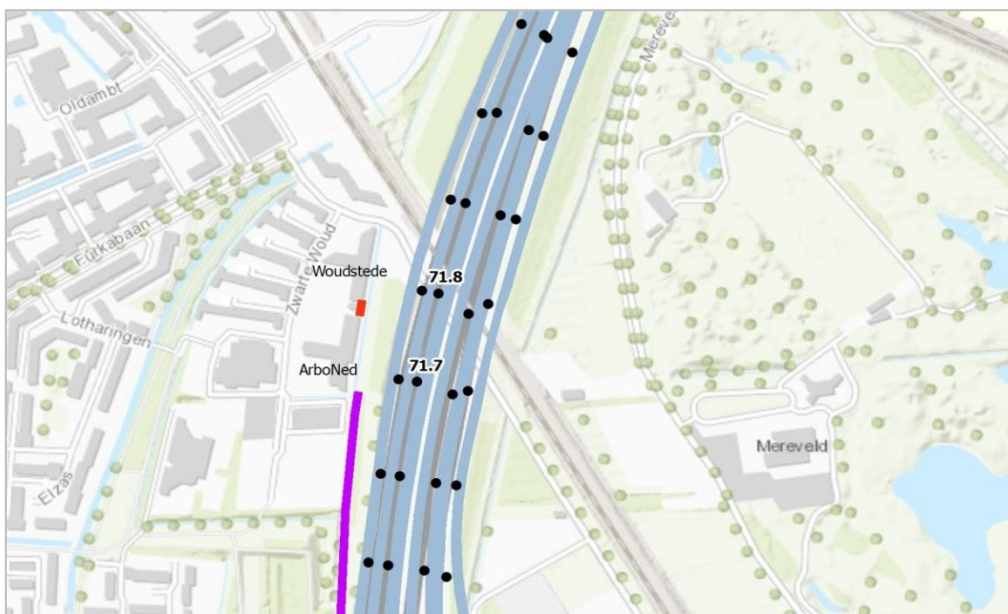 Mereve
Oldambt
Furkabaan
Zwarte Woud
Woudstede
71.8
Lotharingen
71.7
ArboNed
Mereveld
Elzas